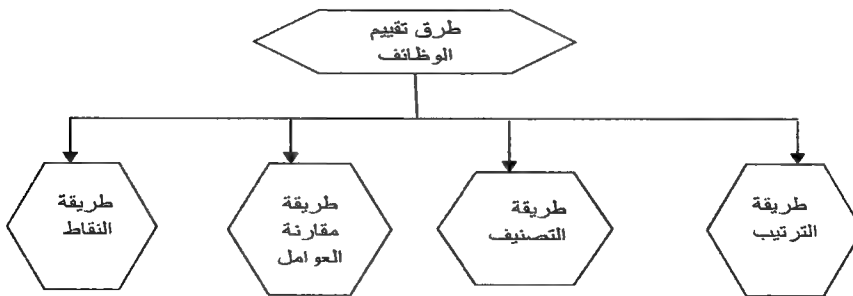 طرق تقييم
الوظائف
طريقة
الترتيب
طريقة
التصنيف
طريقة
مقارنة
العوامل
طريقة
النقاط